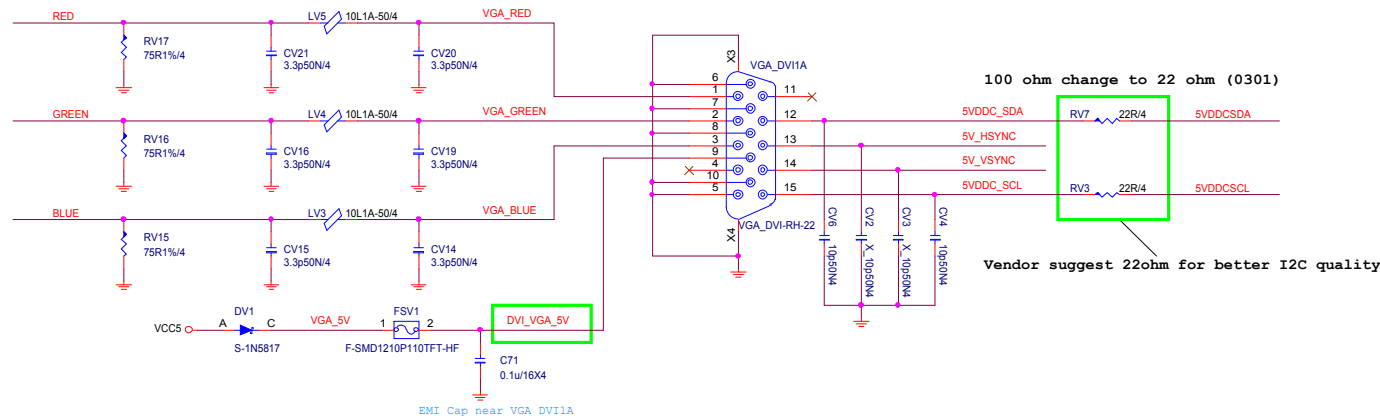 RED
LV5
10L1A-50/4
VGA_RED
RV17
75R1%/4
CV21
3.3p50N/4
CV20
3.3p50N/4
GREEN
LV4
10L1A-50/4
VGA_GREEN
RV16
75R1%/4
CV16
3.3p50N/4
CV19
3.3p50N/4
BLUE
LV3
10L1A-50/4
VGA_BLUE
RV15
75R1%/4
CV15
3.3p50N/4
CV14
3.3p50N/4
VCC5
A
DV1
C
S-1N5817
VGA_5V
1
FSV1
2
F-SMD1210P110TFT-HF
DVI_VGA_5V
C71
0.1u/16X4
EMI Cap near VGA DVI1A
X3
VGA_DVI1A
6
1
7
2
8
3
9
4
10
5
11
12
13
14
15
X4
VGA_DVI-RH-22
5VDDC_SDA
5V_HSYNC
5V_VSYNC
5VDDC_SCL
CV6
10p50N4
CV2
X_10p50N4
CV3
X_10p50N4
CV4
10p50N4
100 ohm change to 22 ohm (0301)
RV7
22R/4
5VDDCSDA
RV3
22R/4
5VDDCSCL
Vendor suggest 22ohm for better I2C quality